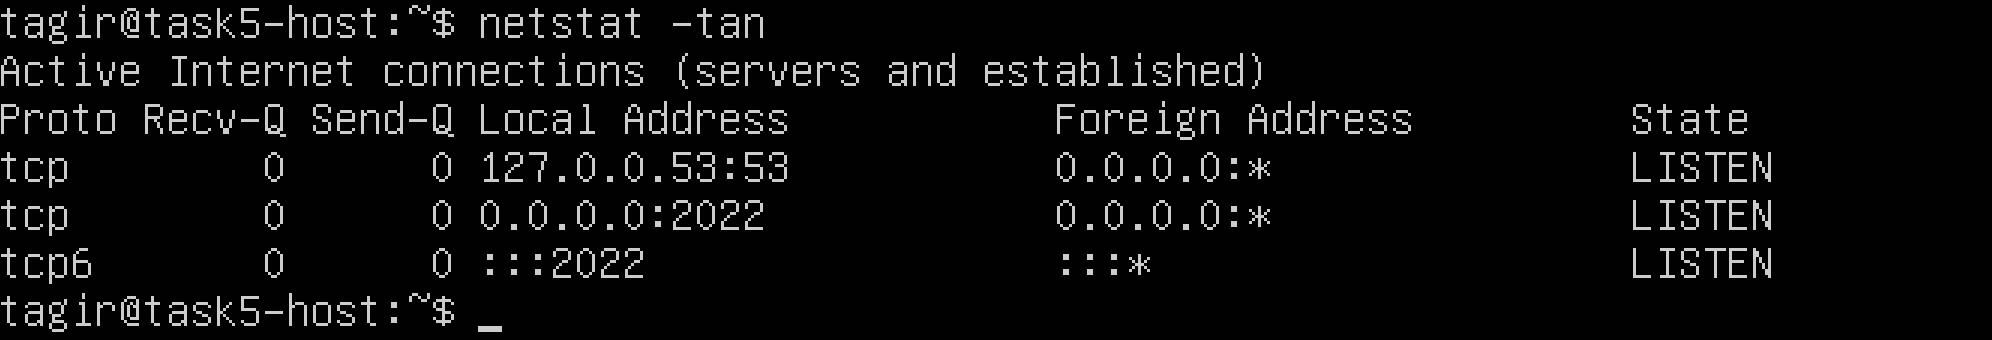 tagir@task5-host:~$ netstat -tan
Active Internet connections (servers and established)
Proto Recv-Q Send-Q Local Address           Foreign Address         State
tcp        0      0 127.0.0.53:53           0.0.0.0:*               LISTEN
tcp        0      0 0.0.0.0:2022            0.0.0.0:*               LISTEN
tcp6       0      0 :::2022                 :::*                    LISTEN
tagir@task5-host:~$ _